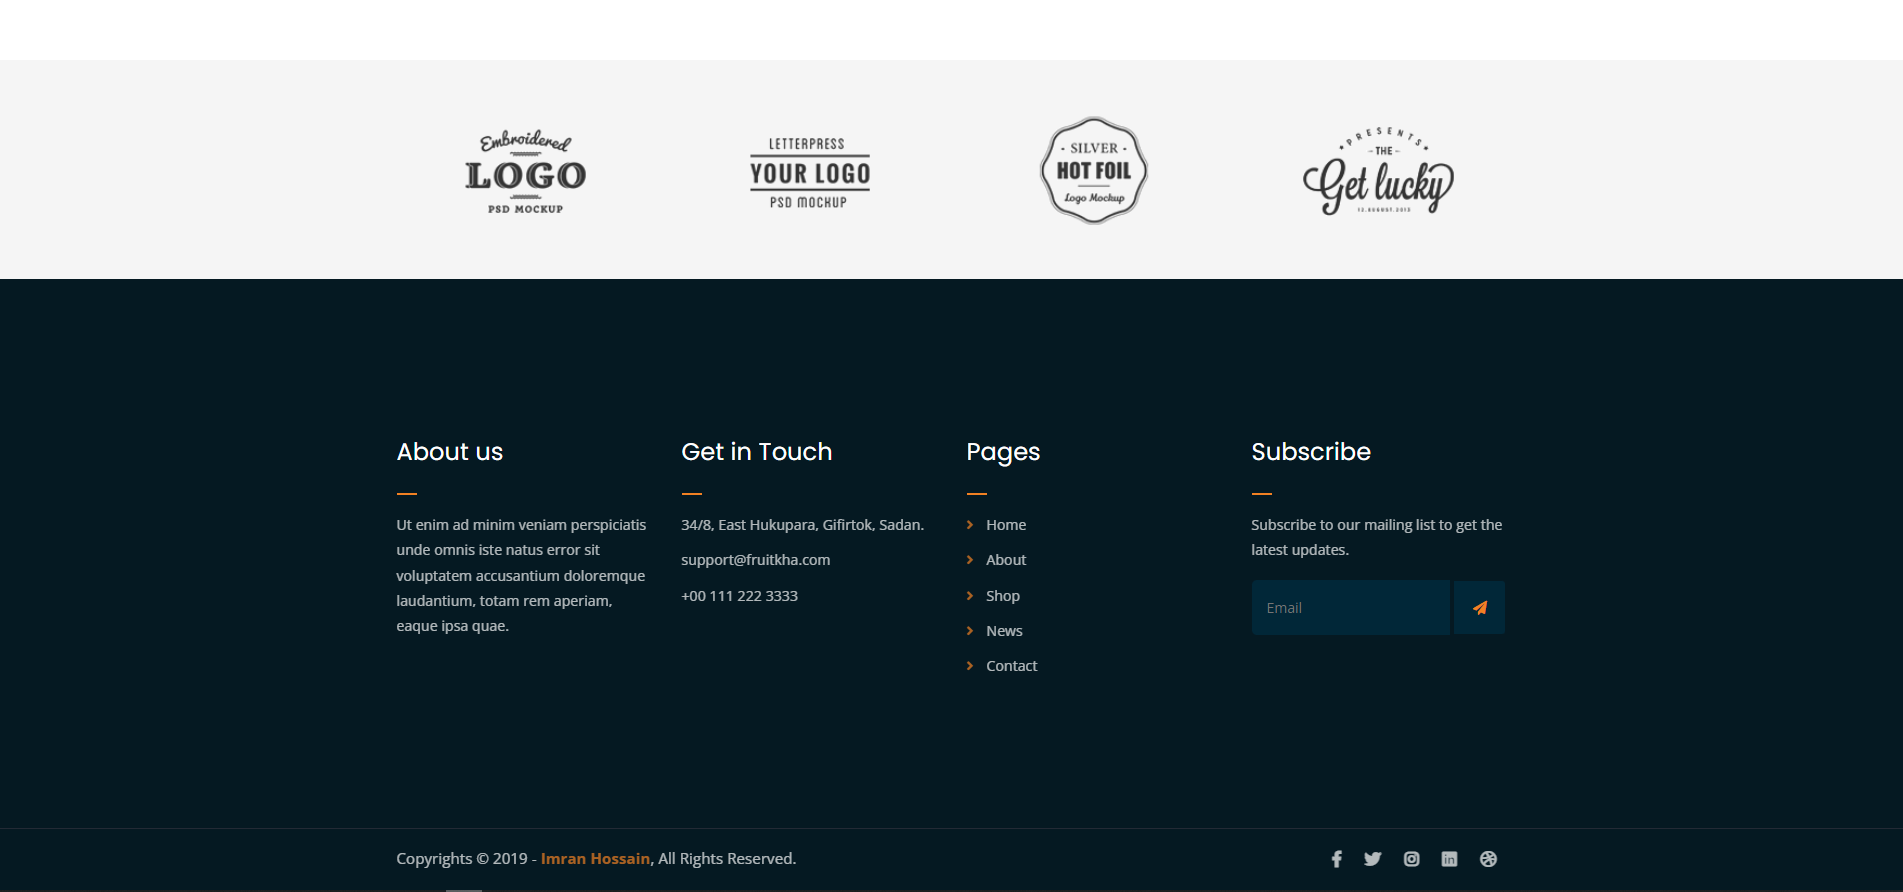 Embroidered
LOGO
PSD MOCKUP
LETTERPRESS
YOUR LOGO
PSD MOCKUP
- SILVER -
HOT FOIL
Logo Mockup
PRESENTS
- THE -
Get lucky
12.AUGUST.2013
About us
Ut enim ad minim veniam perspiciatis
unde omnis iste natus error sit
voluptatem accusantium doloremque
laudantium, totam rem aperiam,
eaque ipsa quae.
Get in Touch
34/8, East Hukupara, Gifirtok, Sadan.
support@fruitkha.com
+00 111 222 3333
Pages
Home
About
Shop
News
Contact
Subscribe
Subscribe to our mailing list to get the
latest updates.
Email
Copyrights © 2019 - Imran Hossain, All Rights Reserved.